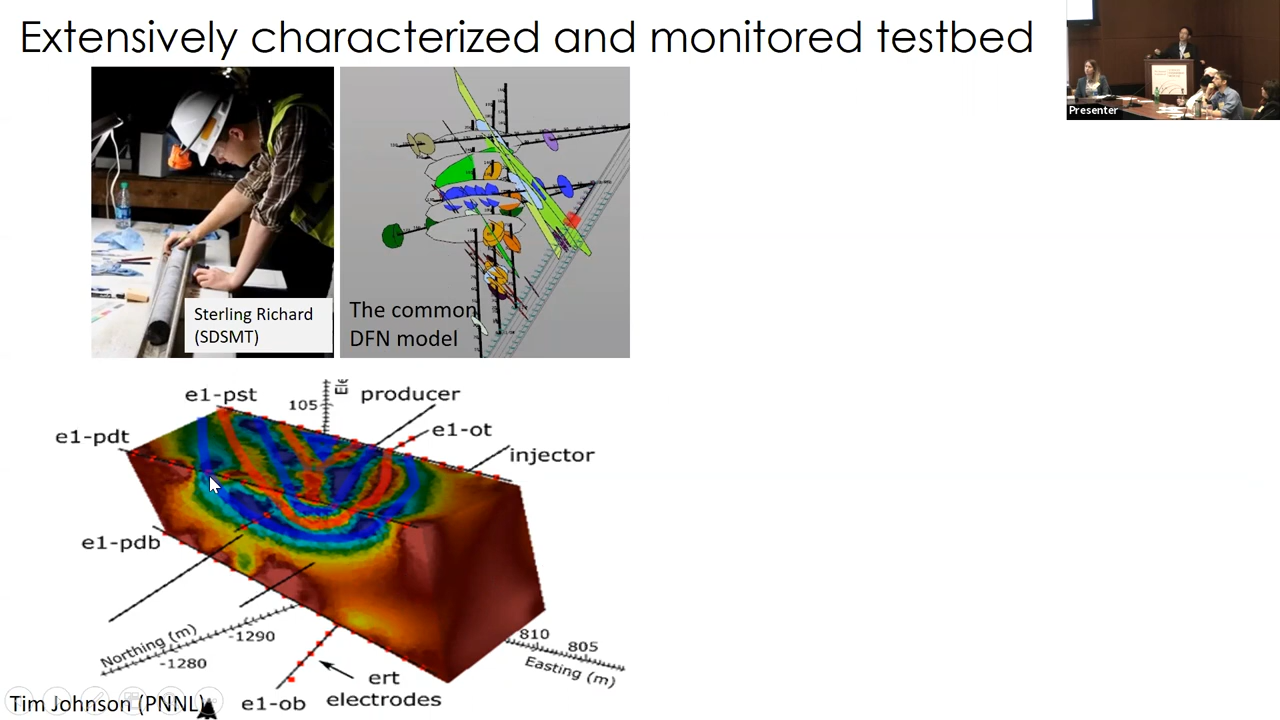 Extensively characterized and monitored testbed
Presenter
Sterling Richard
(SDSMT)
The common
DFN model
e1-pst
105
producer
e1-pdt
e1-ot
injector
e1-pdb
Northing (m)
-1290
-1280
810
805
Easting (m)
ert
electrodes
e1-ob
Tim Johnson (PNNL)